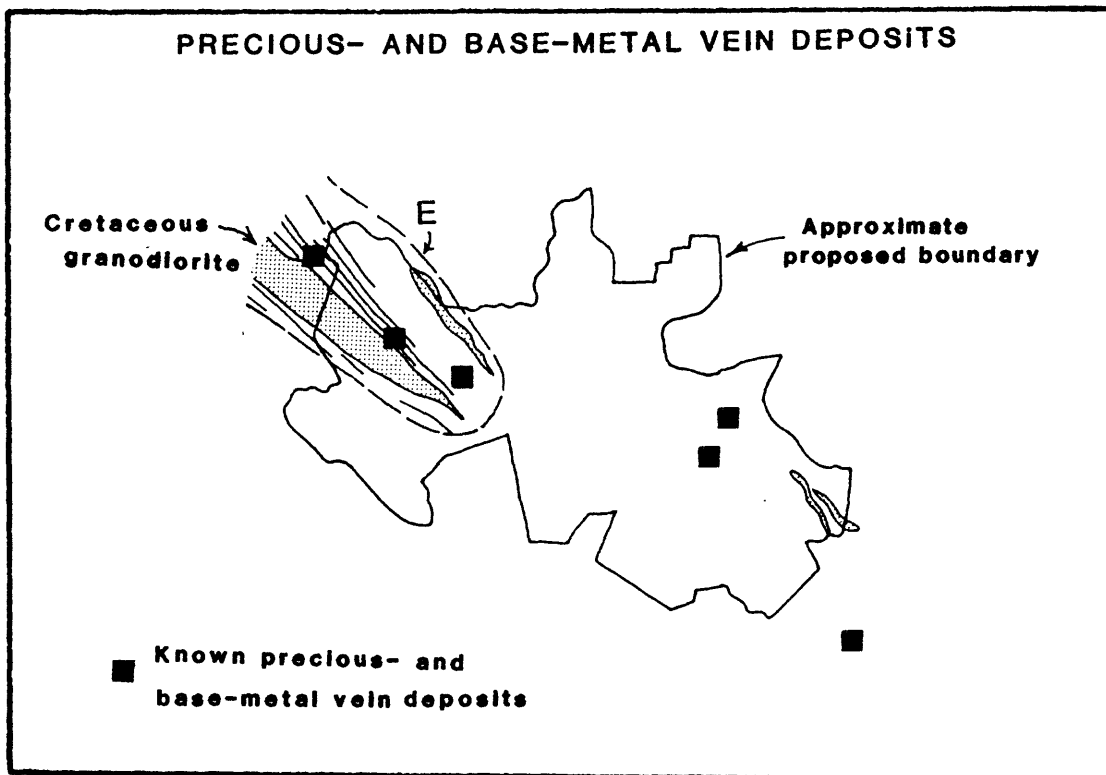 PRECIOUS- AND BASE-METAL VEIN DEPOSITS
E
Cretaceous
granodiorite
Approximate
proposed boundary
Known precious- and
base-metal vein deposits